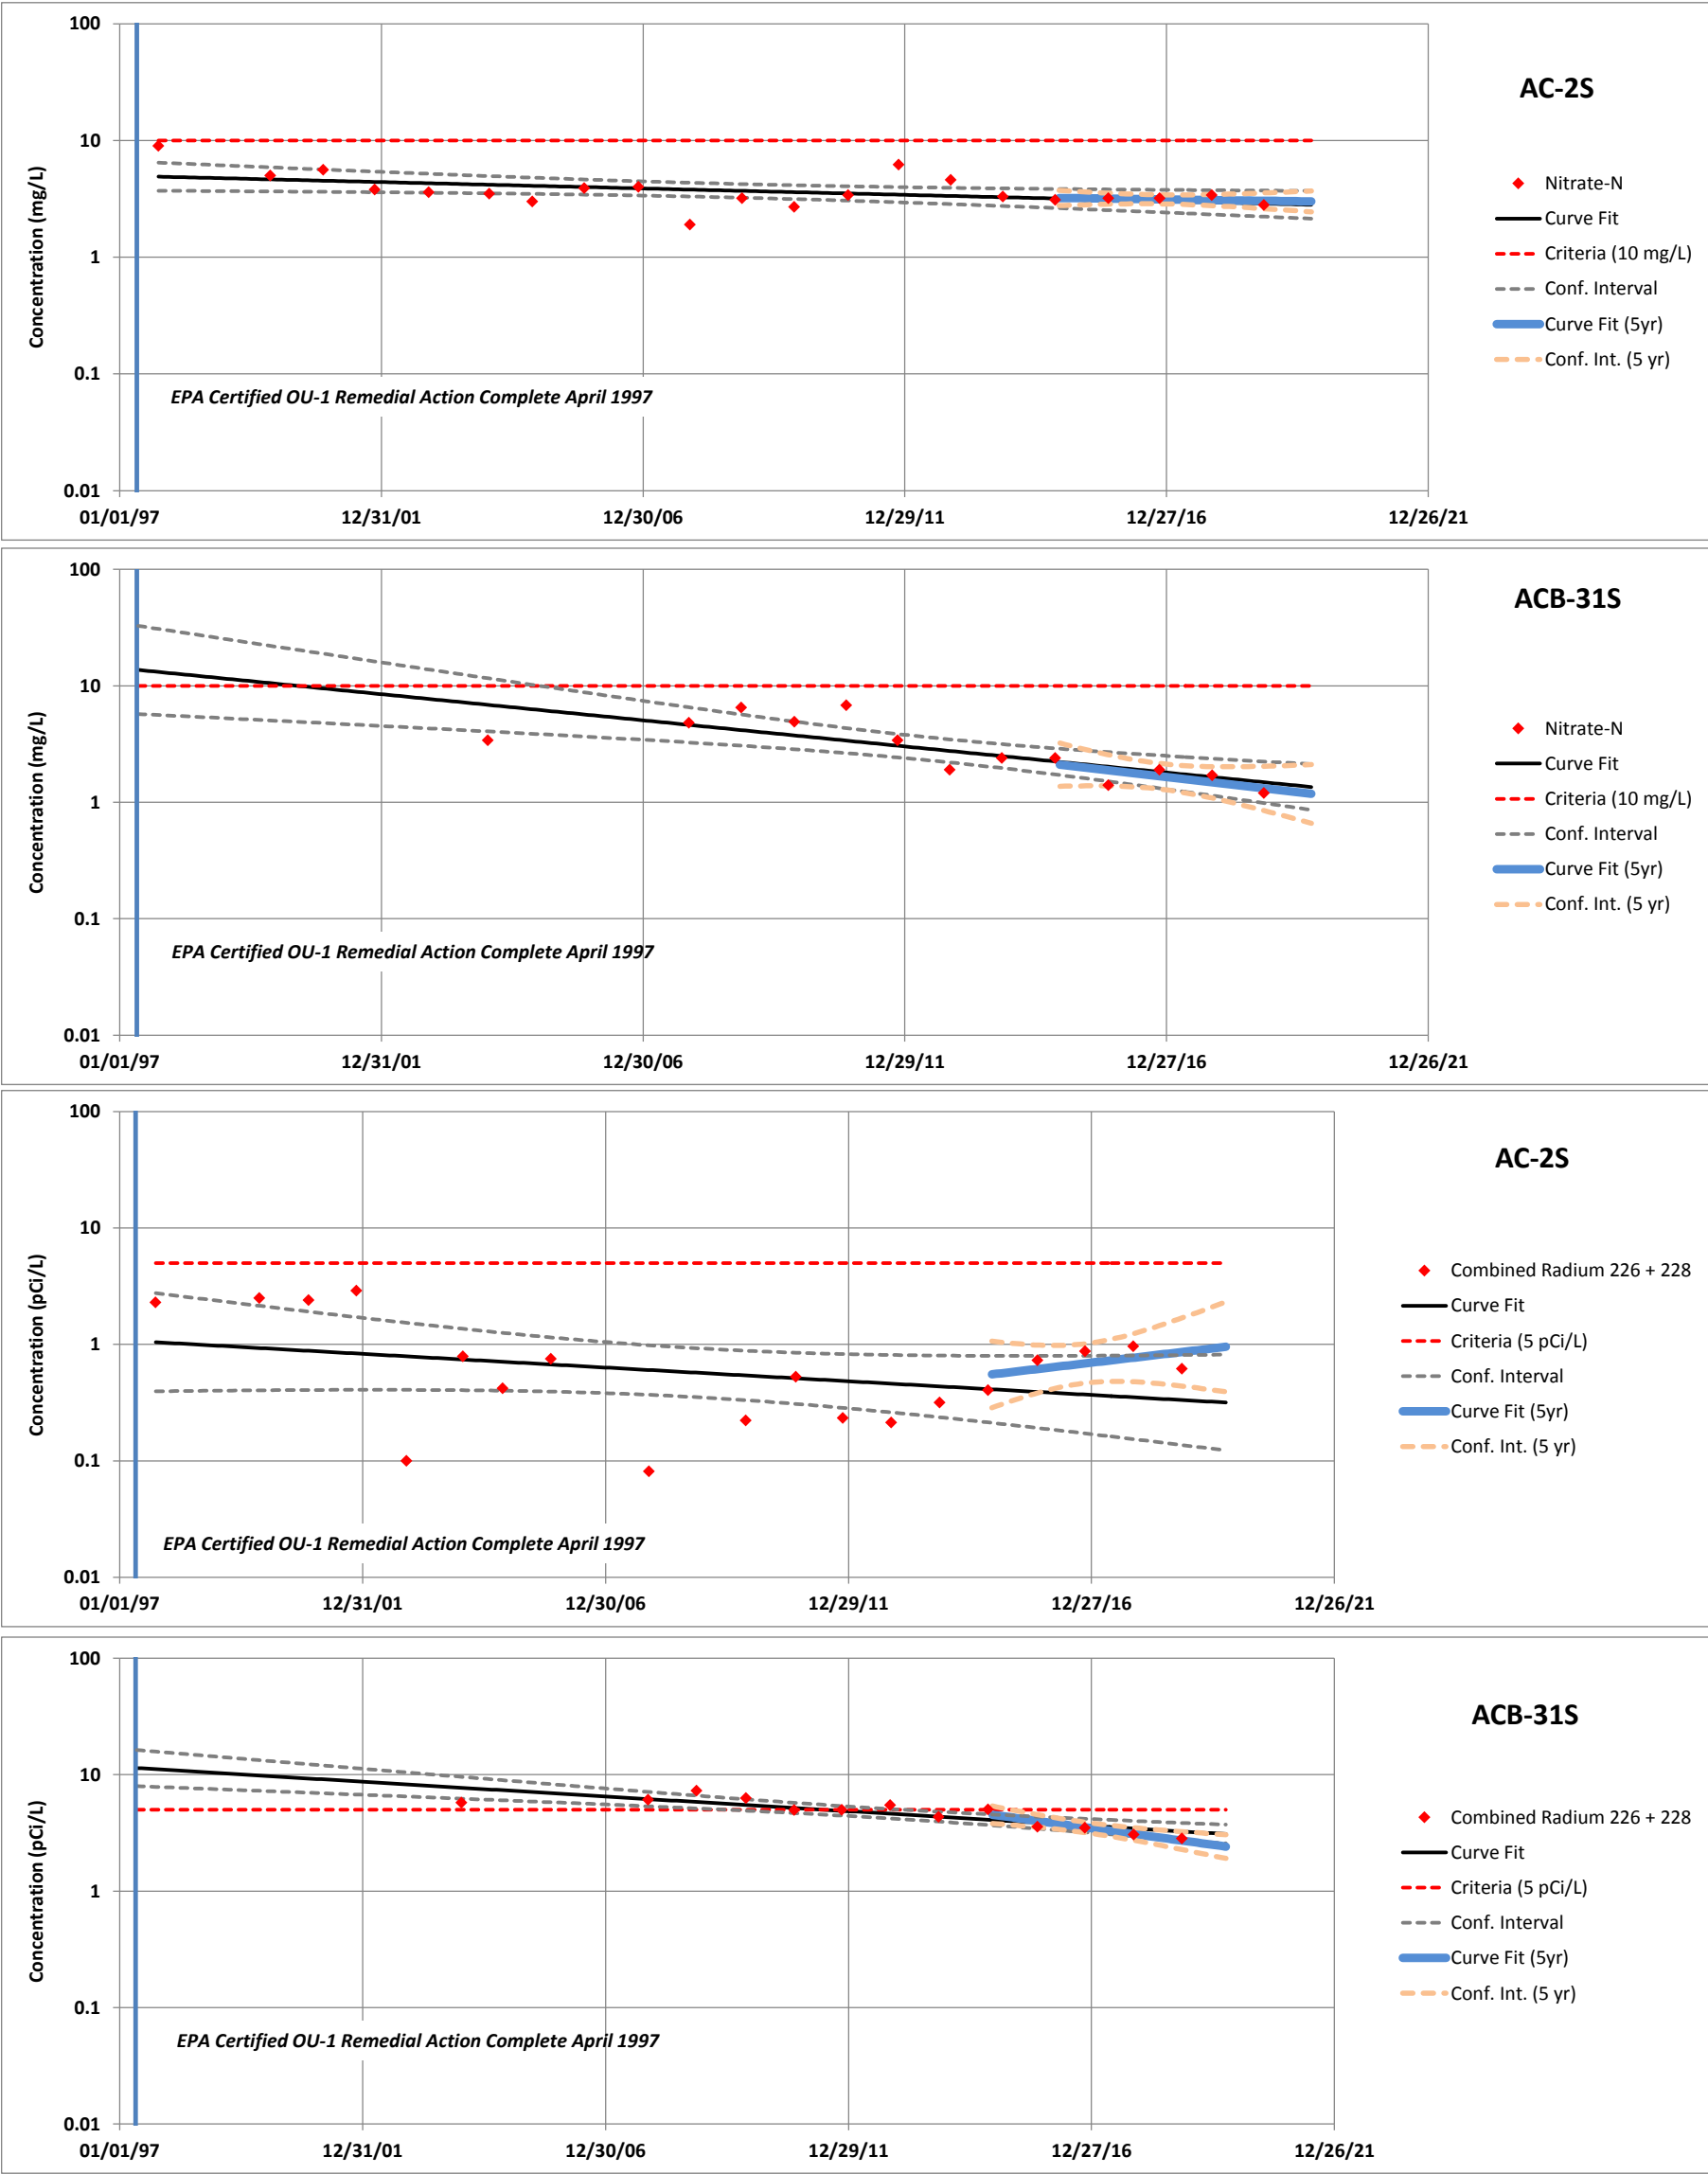 100
10
1
0.1
0.01
Concentration (mg/L)
EPA Certified OU-1 Remedial Action Complete April 1997
01/01/97 12/31/01 12/30/06 12/29/11 12/27/16 12/26/21
AC-2S
Nitrate-N
Curve Fit
Criteria (10 mg/L)
Conf. Interval
Curve Fit (5yr)
Conf. Int. (5 yr)
100
10
1
0.1
0.01
Concentration (mg/L)
EPA Certified OU-1 Remedial Action Complete April 1997
01/01/97 12/31/01 12/30/06 12/29/11 12/27/16 12/26/21
ACB-31S
Nitrate-N
Curve Fit
Criteria (10 mg/L)
Conf. Interval
Curve Fit (5yr)
Conf. Int. (5 yr)
100
10
1
0.1
0.01
Concentration (pCi/L)
EPA Certified OU-1 Remedial Action Complete April 1997
01/01/97 12/31/01 12/30/06 12/29/11 12/27/16 12/26/21
AC-2S
Combined Radium 226 + 228
Curve Fit
Criteria (5 pCi/L)
Conf. Interval
Curve Fit (5yr)
Conf. Int. (5 yr)
100
10
1
0.1
0.01
Concentration (pCi/L)
EPA Certified OU-1 Remedial Action Complete April 1997
01/01/97 12/31/01 12/30/06 12/29/11 12/27/16 12/26/21
ACB-31S
Combined Radium 226 + 228
Curve Fit
Criteria (5 pCi/L)
Conf. Interval
Curve Fit (5yr)
Conf. Int. (5 yr)